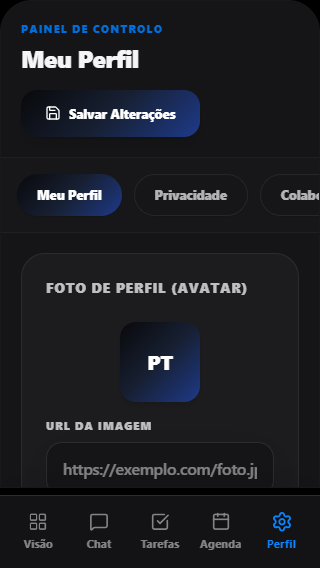 PAINEL DE CONTROLO
Meu Perfil
Salvar Alterações
Meu Perfil
Privacidade
Colab
FOTO DE PERFIL (AVATAR)
PT
URL DA IMAGEM
https://exemplo.com/foto.jp
Visão
Chat
Tarefas
Agenda
Perfil